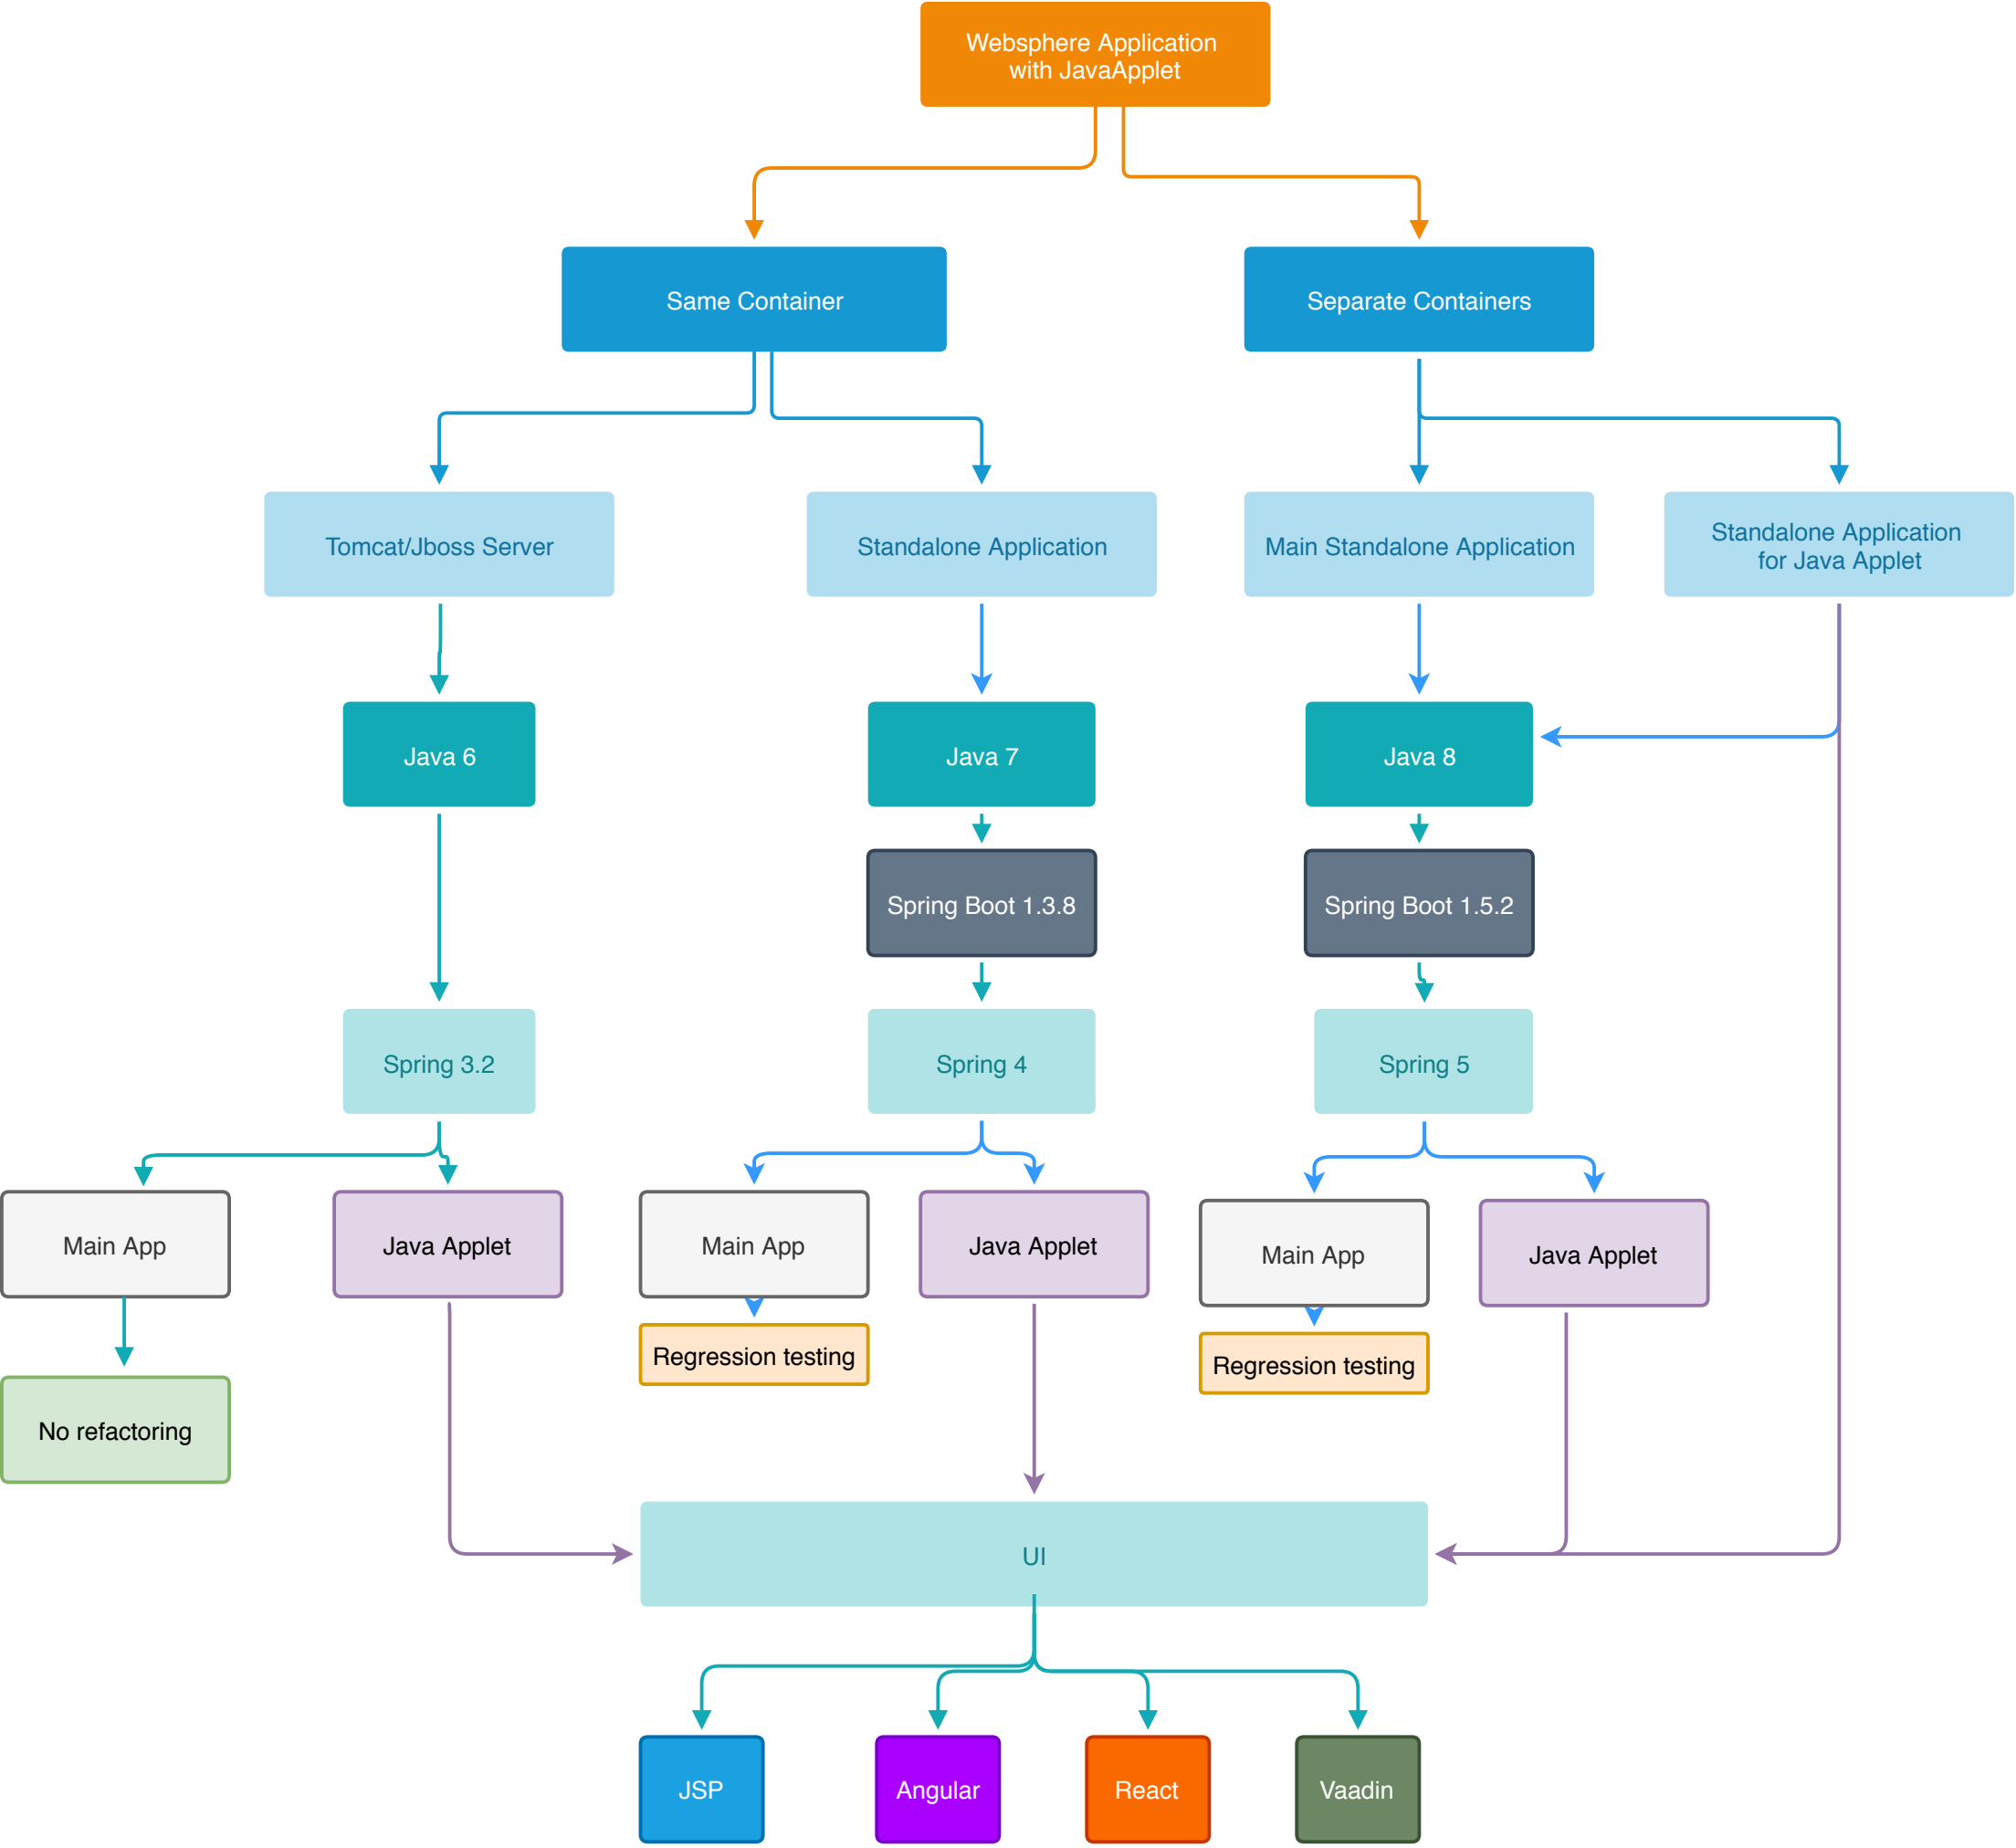 Websphere Application
with JavaApplet
Same Container
Separate Containers
Tomcat/Jboss Server
Standalone Application
Main Standalone Application
Standalone Application
for Java Applet
Java 6
Java 7
Java 8
Spring Boot 1.3.8
Spring Boot 1.5.2
Spring 3.2
Spring 4
Spring 5
Main App
Java Applet
Main App
Java Applet
Main App
Java Applet
Regression testing
Regression testing
No refactoring
UI
JSP
Angular
React
Vaadin